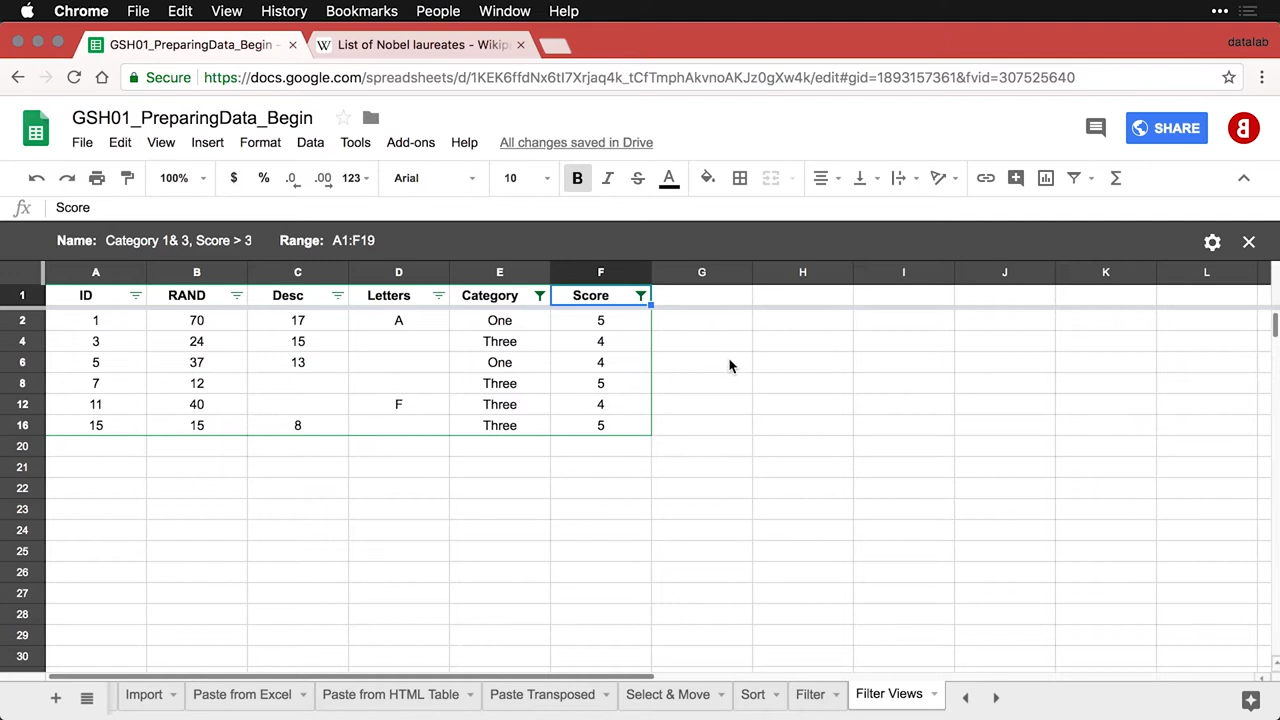 Chrome File Edit View History Bookmarks People Window Help
GSH01_PreparingData_Begin - List of Nobel laureates - Wikip datalab
Secure https://docs.google.com/spreadsheets/d/1KEK6ffdNx6tI7Xrjaq4k_tCfTmphAkvnoAKJz0gXw4k/edit#gid=1893157361&fvid=307525640
GSH01_PreparingData_Begin
SHARE
File Edit View Insert Format Data Tools Add-ons Help All changes saved in Drive
100% $ % .0 .00 123 Arial 10 B I S A Σ
fx Score
Name: Category 1& 3, Score > 3 Range: A1:F19
A B C D E F G H I J K L
1 ID RAND Desc Letters Category Score
2 1 70 17 A One 5
4 3 24 15 Three 4
6 5 37 13 One 4
8 7 12 Three 5
12 11 40 F Three 4
16 15 15 8 Three 5
20
21
22
23
24
25
26
27
28
29
30
Import Paste from Excel Paste from HTML Table Paste Transposed Select & Move Sort Filter Filter Views